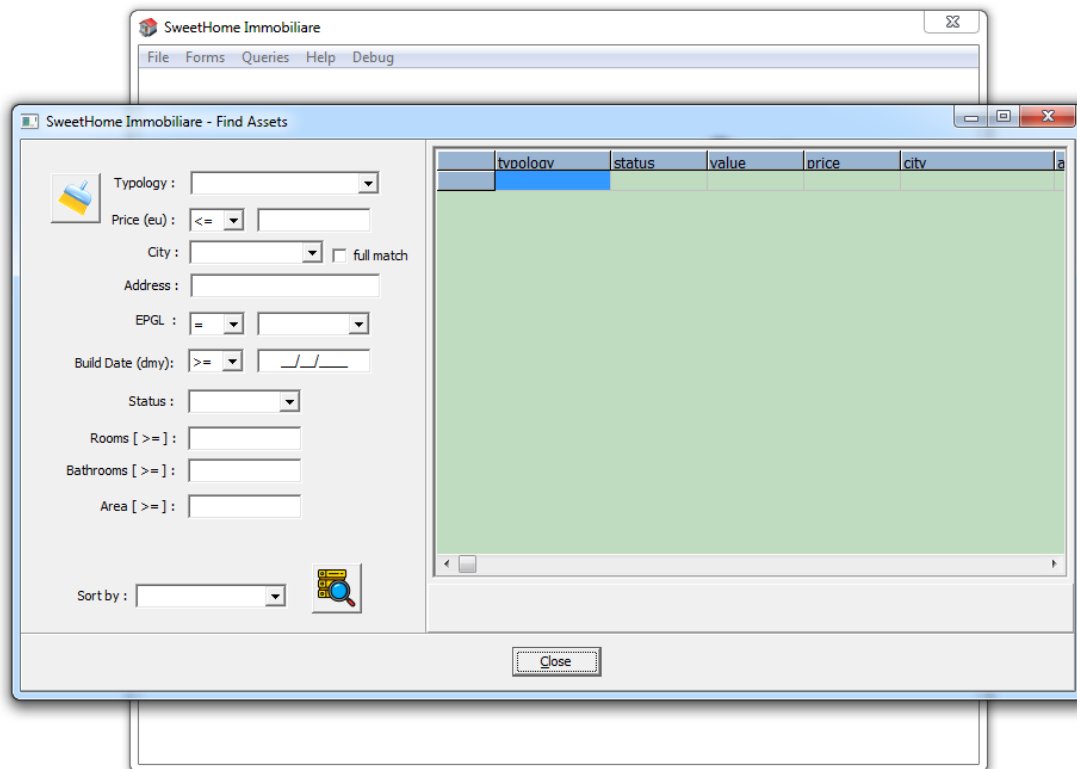 SweetHome Immobiliare
File Forms Queries Help Debug
SweetHome Immobiliare - Find Assets
typology status value price city a
Typology :
Price (eu) : <=
City : full match
Address :
EPGL : =
Build Date (dmy): >= __/__/____
Status :
Rooms [ >= ] :
Bathrooms [ >= ] :
Area [ >= ] :
Sort by :
Close